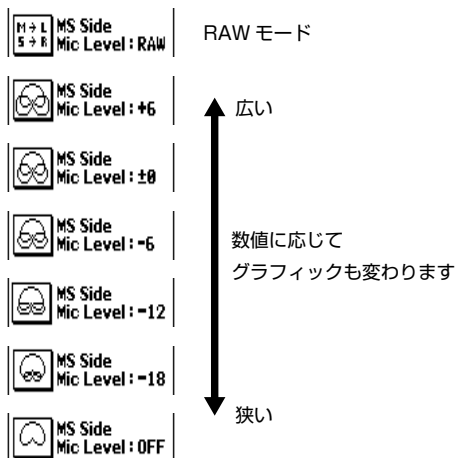 M→L MS Side
S→R Mic Level:RAW
RAW モード
MS Side
Mic Level:+6
広い
MS Side
Mic Level:±0
MS Side
Mic Level:-6
数値に応じて
グラフィックも変わります
MS Side
Mic Level:-12
MS Side
Mic Level:-18
狭い
MS Side
Mic Level:OFF